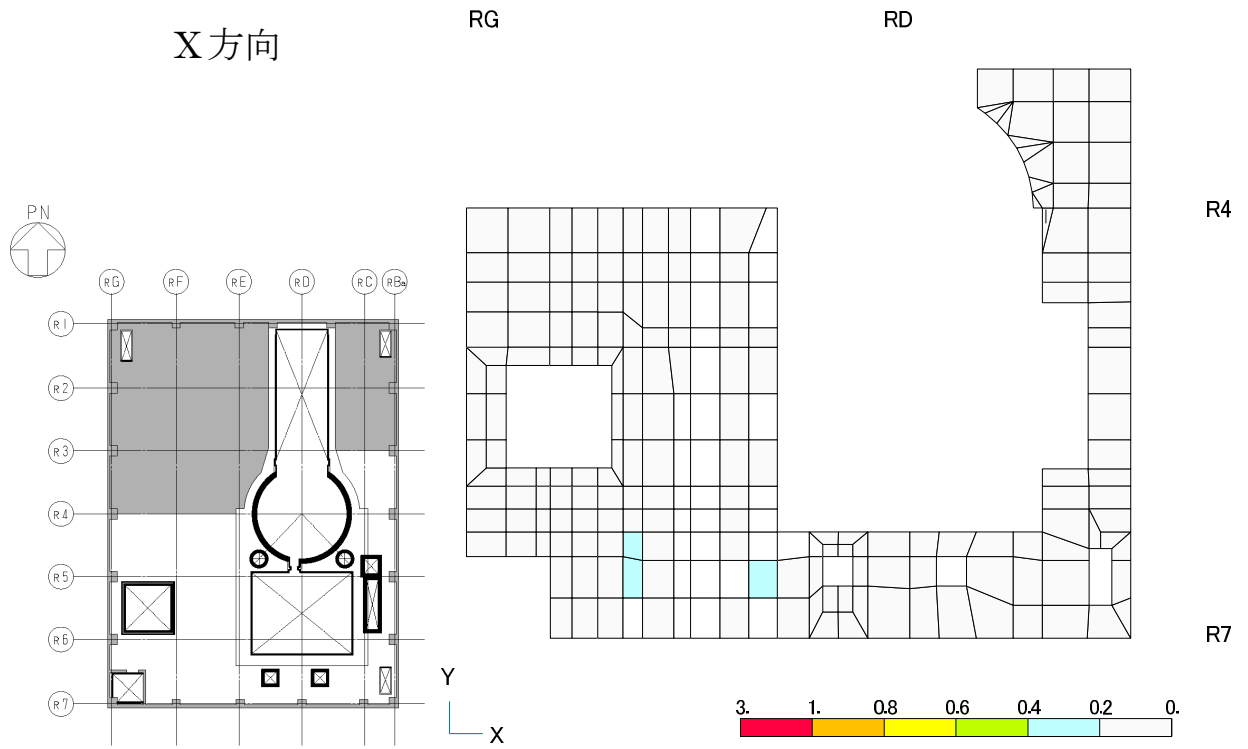 X方向
RG RD
R4
PN
RG RF RE RD RC RBa
R1
R2
R3
R4
R5
R6
R7
R7
Y
X
3. 1. 0.8 0.6 0.4 0.2 0.